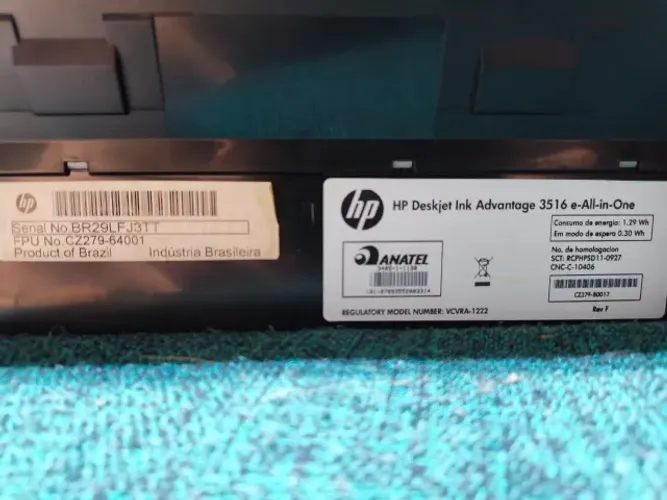 hp
Serial No.BR29LFJ3TT
FPU No.CZ279-64001
Product of Brazil Indústria Brasileira
hp
HP Deskjet Ink Advantage 3516 e-All-in-One
Consumo de energia: 1.29 Wh
Em modo de espera 0.30 Wh
No. de homologacion
SCT: RCPHPSD11-0927
CNC-C-10406
ANATEL
CZ279-80017
Rev F
REGULATORY MODEL NUMBER: VCVRA-1222